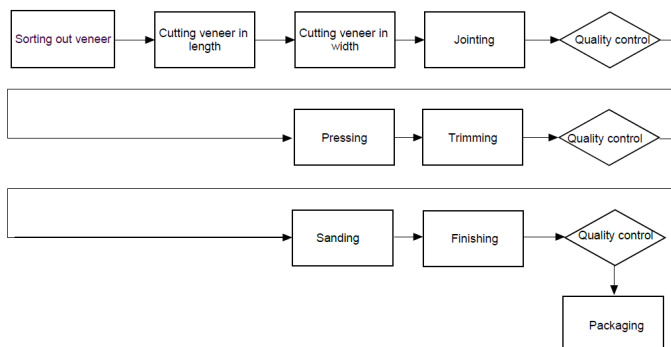 Sorting out veneer
Cutting veneer in
length
Cutting veneer in
width
Jointing
Quality control
Pressing
Trimming
Quality control
Sanding
Finishing
Quality control
Packaging